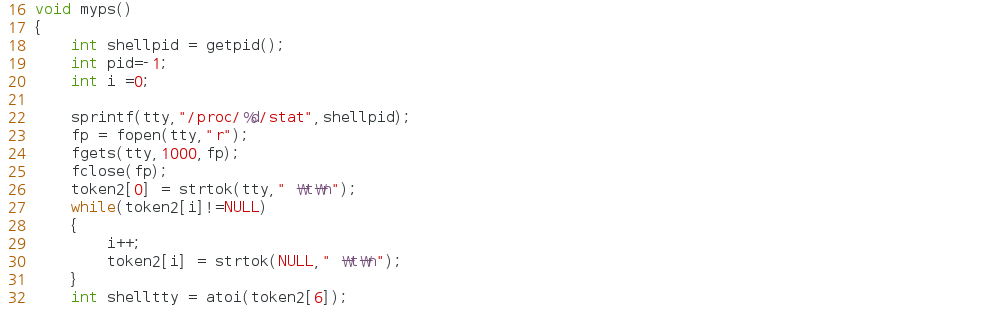 16 void myps()
17 {
18     int shellpid = getpid();
19     int pid=-1;
20     int i =0;
21
22     sprintf(tty,"/proc/%d/stat",shellpid);
23     fp = fopen(tty,"r");
24     fgets(tty,1000,fp);
25     fclose(fp);
26     token2[0] = strtok(tty," ₩t₩n");
27     while(token2[i]!=NULL)
28     {
29         i++;
30         token2[i] = strtok(NULL," ₩t₩n");
31     }
32     int shelltty = atoi(token2[6]);